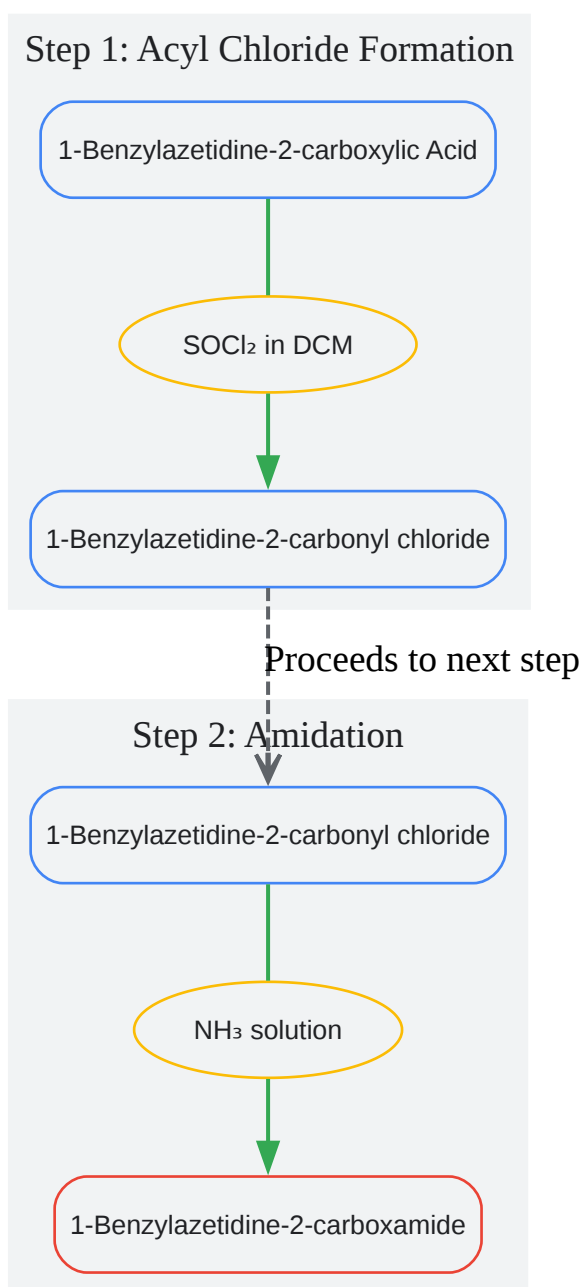 Step 1: Acyl Chloride Formation
1-Benzylazetidine-2-carboxylic Acid
SOCl₂ in DCM
1-Benzylazetidine-2-carbonyl chloride
Proceeds to next step
Step 2: Amidation
1-Benzylazetidine-2-carbonyl chloride
NH₃ solution
1-Benzylazetidine-2-carboxamide